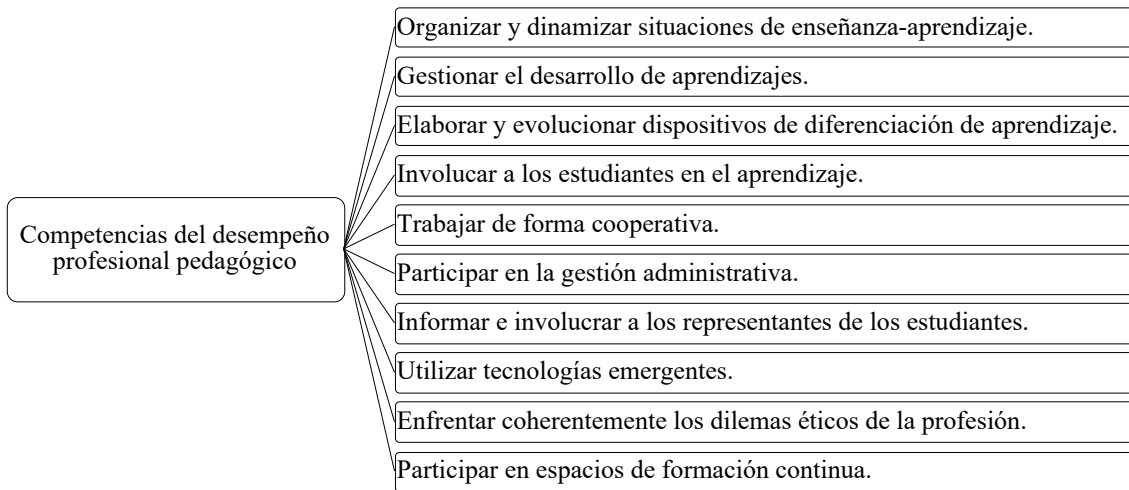 Organizar y dinamizar situaciones de enseñanza-aprendizaje.
Gestionar el desarrollo de aprendizajes.
Elaborar y evolucionar dispositivos de diferenciación de aprendizaje.
Involucar a los estudiantes en el aprendizaje.
Competencias del desempeño
profesional pedagógico
Trabajar de forma cooperativa.
Participar en la gestión administrativa.
Informar e involucrar a los representantes de los estudiantes.
Utilizar tecnologías emergentes.
Enfrentar coherentemente los dilemas éticos de la profesión.
Participar en espacios de formación continua.